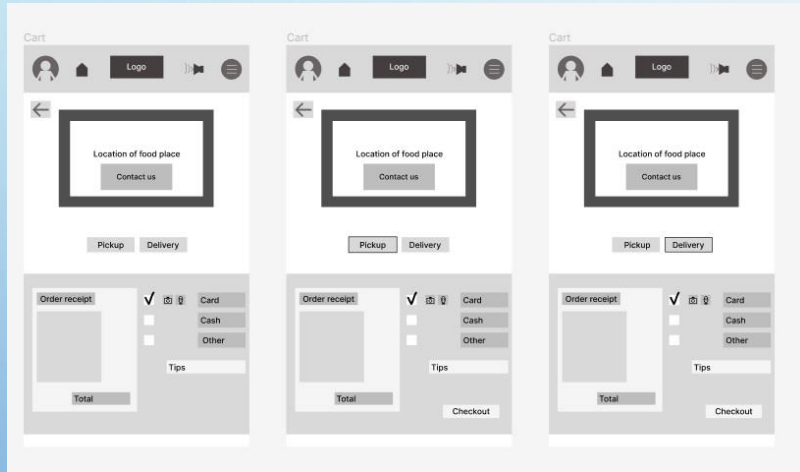 Cart
Logo
Location of food place
Contact us
Pickup Delivery
Order receipt
Card
Cash
Other
Tips
Total
Cart
Logo
Location of food place
Contact us
Pickup Delivery
Order receipt
Card
Cash
Other
Tips
Total
Checkout
Cart
Logo
Location of food place
Contact us
Pickup Delivery
Order receipt
Card
Cash
Other
Tips
Total
Checkout